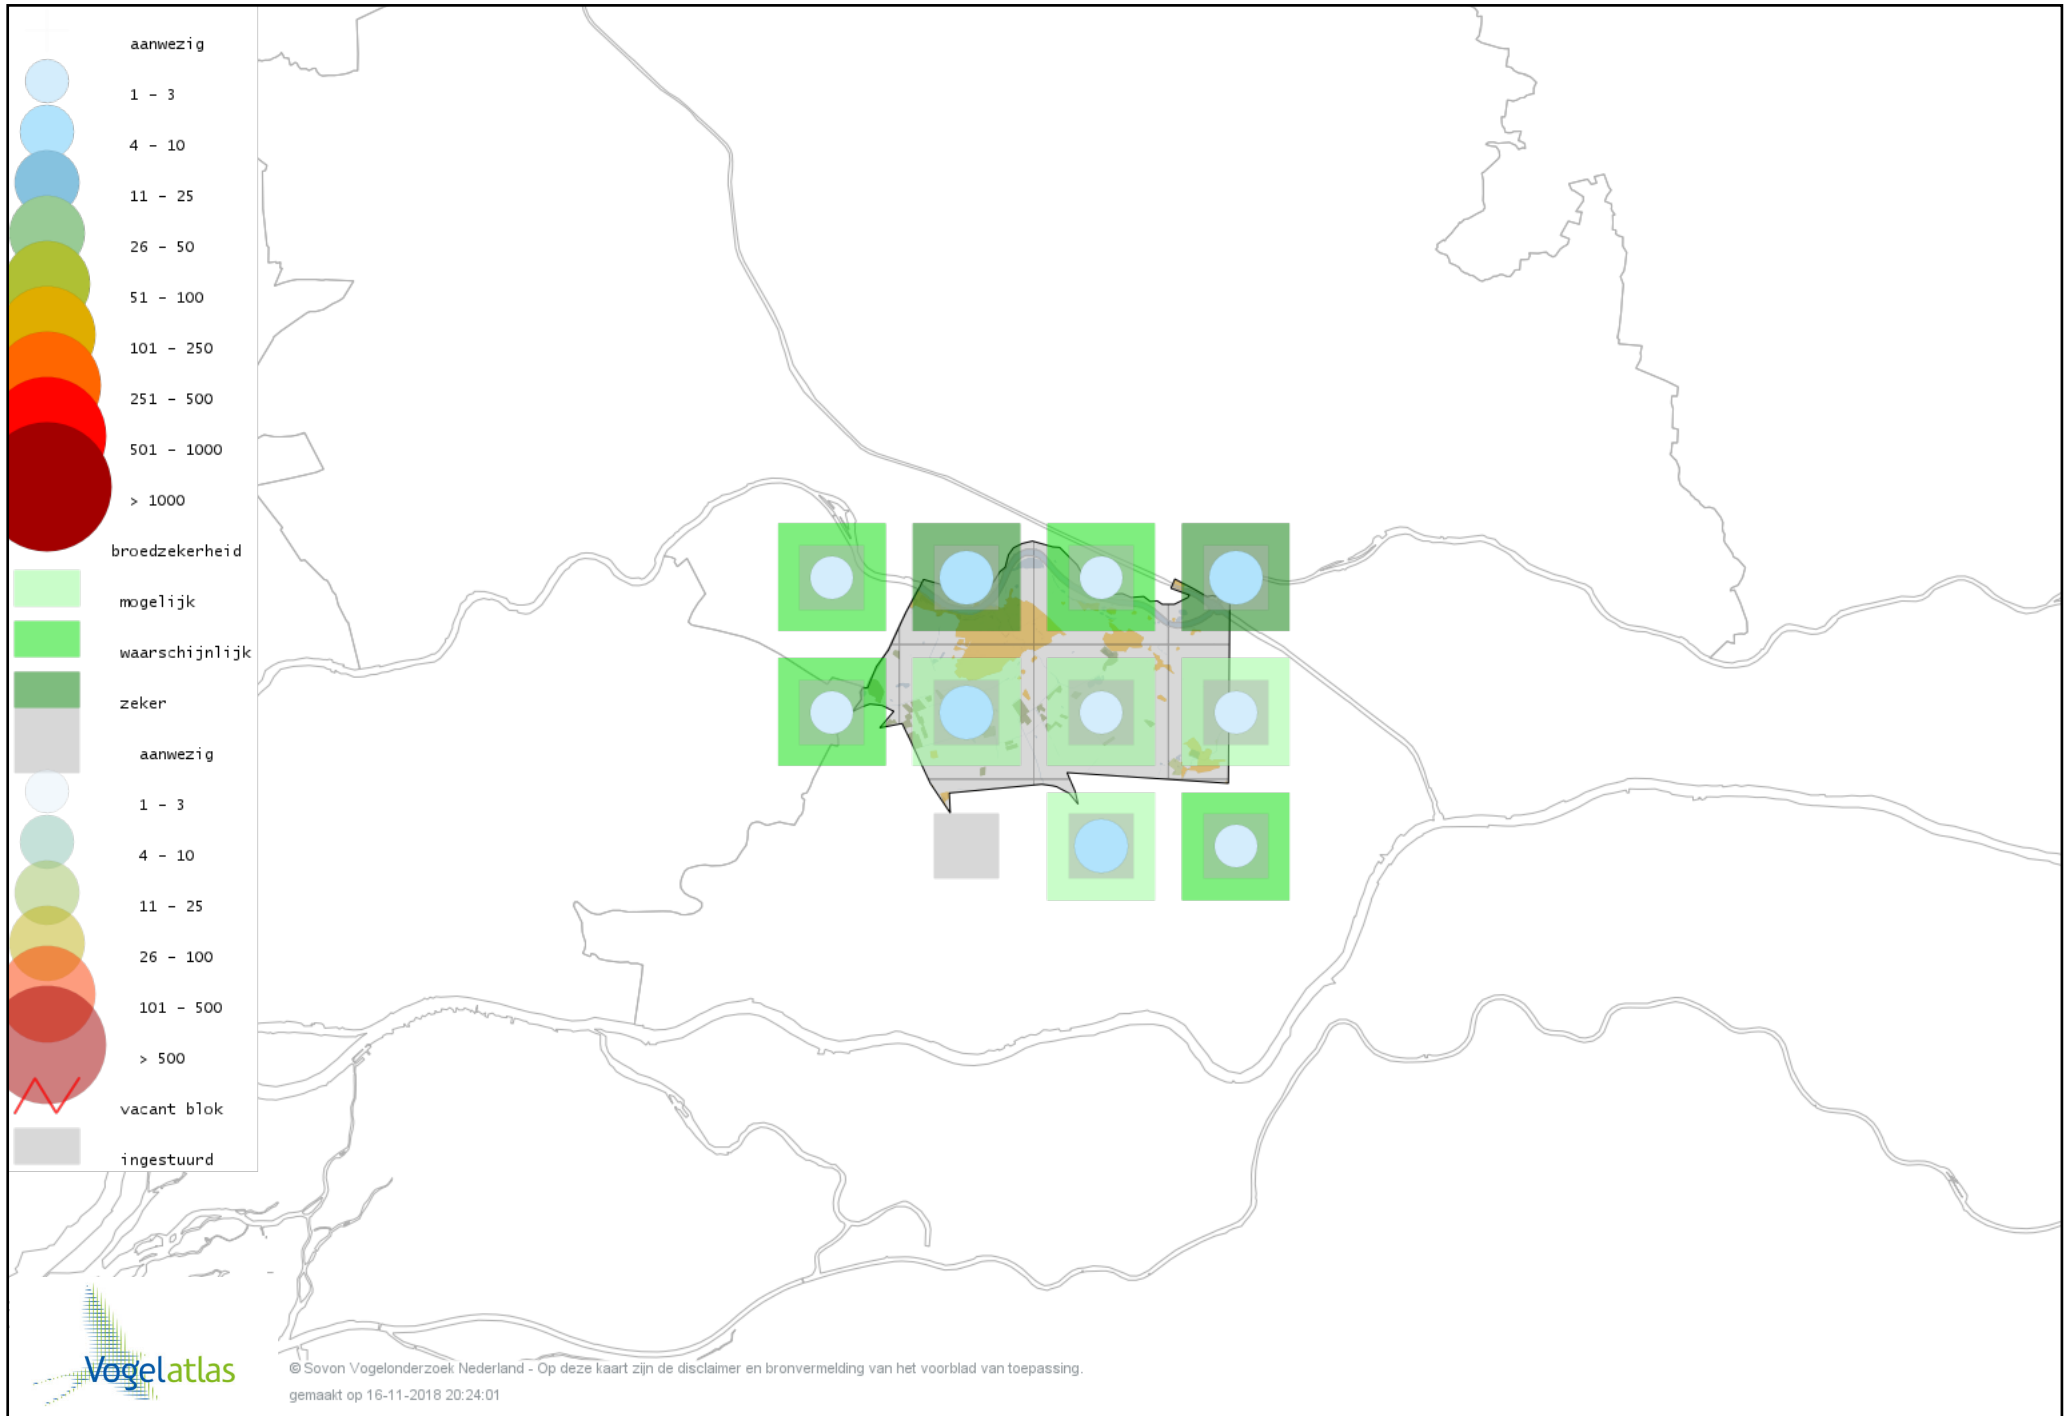 aanwezig
1 - 3
4 - 10
11 - 25
26 - 50
51 - 100
101 - 250
251 - 500
501 - 1000
> 1000
broedzekerheid
mogelijk
waarschijnlijk
zeker
aanwezig
1 - 3
4 - 10
11 - 25
26 - 100
101 - 500
> 500
vacant blok
ingestuurd
Vogelatlas
© Sovon Vogelonderzoek Nederland - Op deze kaart zijn de disclaimer en bronvermelding van het voorblad van toepassing.
gemaakt op 16-11-2018 20:24:01